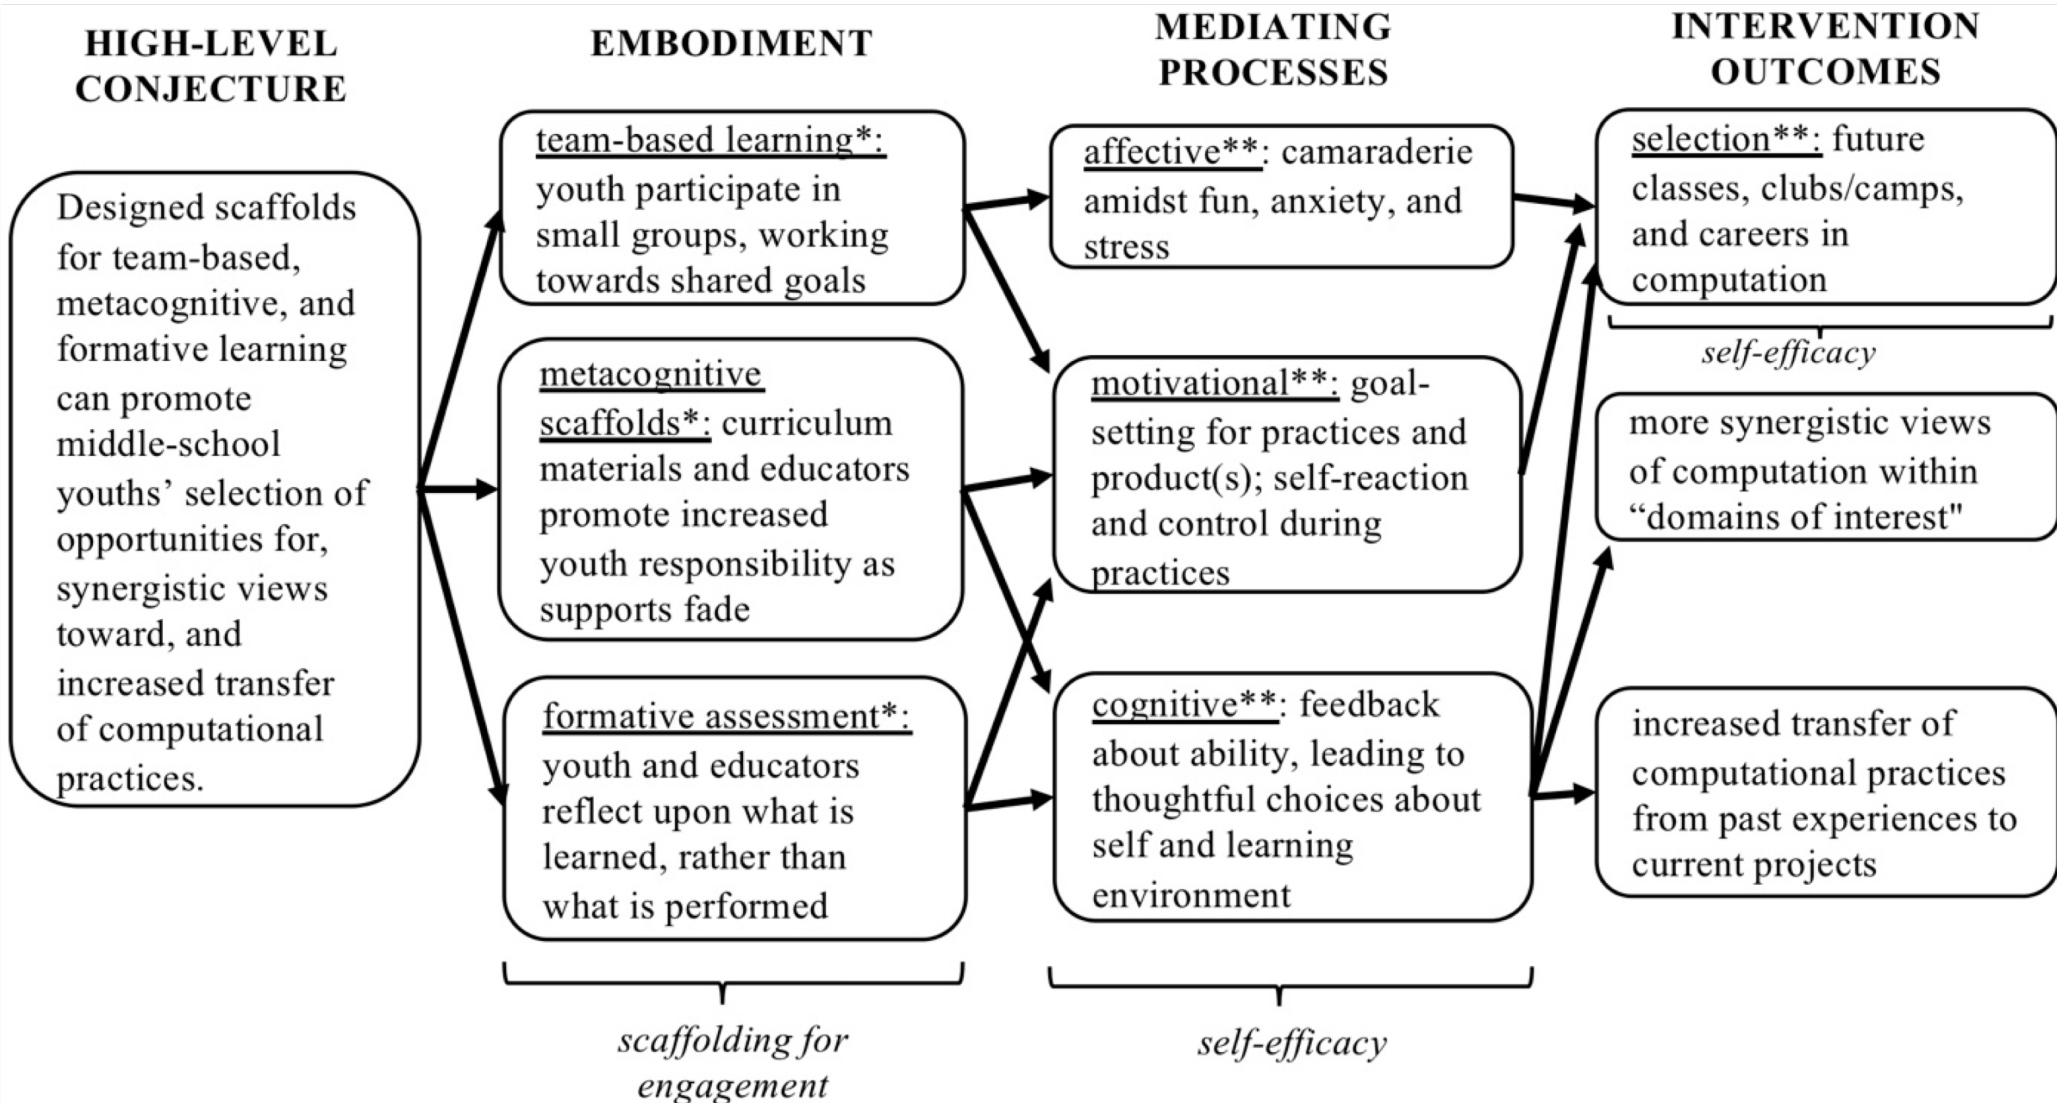 HIGH-LEVEL
CONJECTURE
Designed scaffolds
for team-based,
metacognitive, and
formative learning
can promote
middle-school
youths’ selection of
opportunities for,
synergistic views
toward, and
increased transfer
of computational
practices.
EMBODIMENT
team-based learning*:
youth participate in
small groups, working
towards shared goals
metacognitive
scaffolds*: curriculum
materials and educators
promote increased
youth responsibility as
supports fade
formative assessment*:
youth and educators
reflect upon what is
learned, rather than
what is performed
scaffolding for
engagement
MEDIATING
PROCESSES
affective**: camaraderie
amidst fun, anxiety, and
stress
motivational**: goal-
setting for practices and
product(s); self-reaction
and control during
practices
cognitive**: feedback
about ability, leading to
thoughtful choices about
self and learning
environment
self-efficacy
INTERVENTION
OUTCOMES
selection**: future
classes, clubs/camps,
and careers in
computation
self-efficacy
more synergistic views
of computation within
“domains of interest"
increased transfer of
computational practices
from past experiences to
current projects